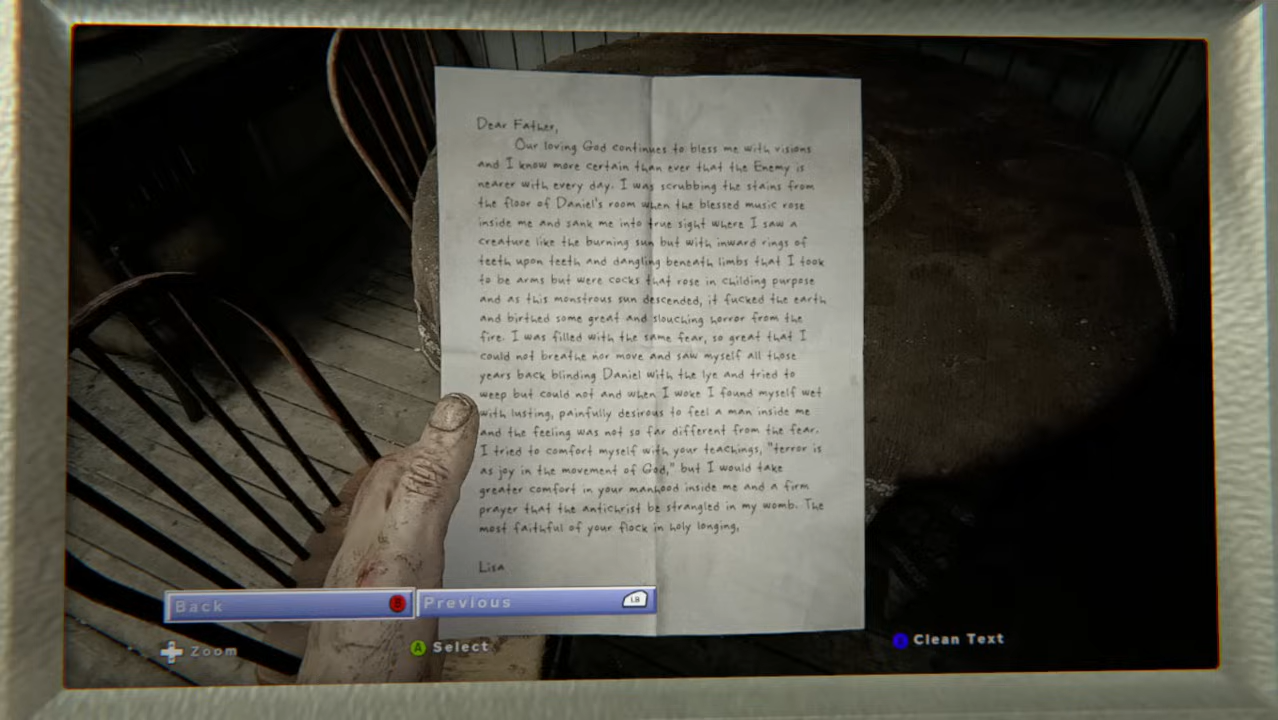 Dear Father,
Our loving God continues to bless me with visions
and I know more certain than ever that the Enemy is
nearer with every day. I was scrubbing the stains from
the floor of Daniel's room when the blessed music rose
inside me and sank me into true sight where I saw a
creature like the burning sun but with inward rings of
teeth upon teeth and dangling beneath limbs that I took
to be arms but were cocks that rose in childing purpose
and as this monstrous sun descended, it fucked the earth
and birthed some great and slouching horror from the
fire. I was filled with the same fear, so great that I
could not breathe nor move and saw myself all those
years back blinding Daniel with the lye and tried to
weep but could not and when I woke I found myself wet
with lusting, painfully desirous to feel a man inside me
and the feeling was not so far different from the fear.
I tried to comfort myself with your teachings, "terror is
as joy in the movement of God," but I would take
greater comfort in your manhood inside me and a firm
prayer that the antichrist be strangled in my womb. The
most faithful of your flock in holy longing,
Lisa
Back B Previous LB
Zoom A Select Clean Text